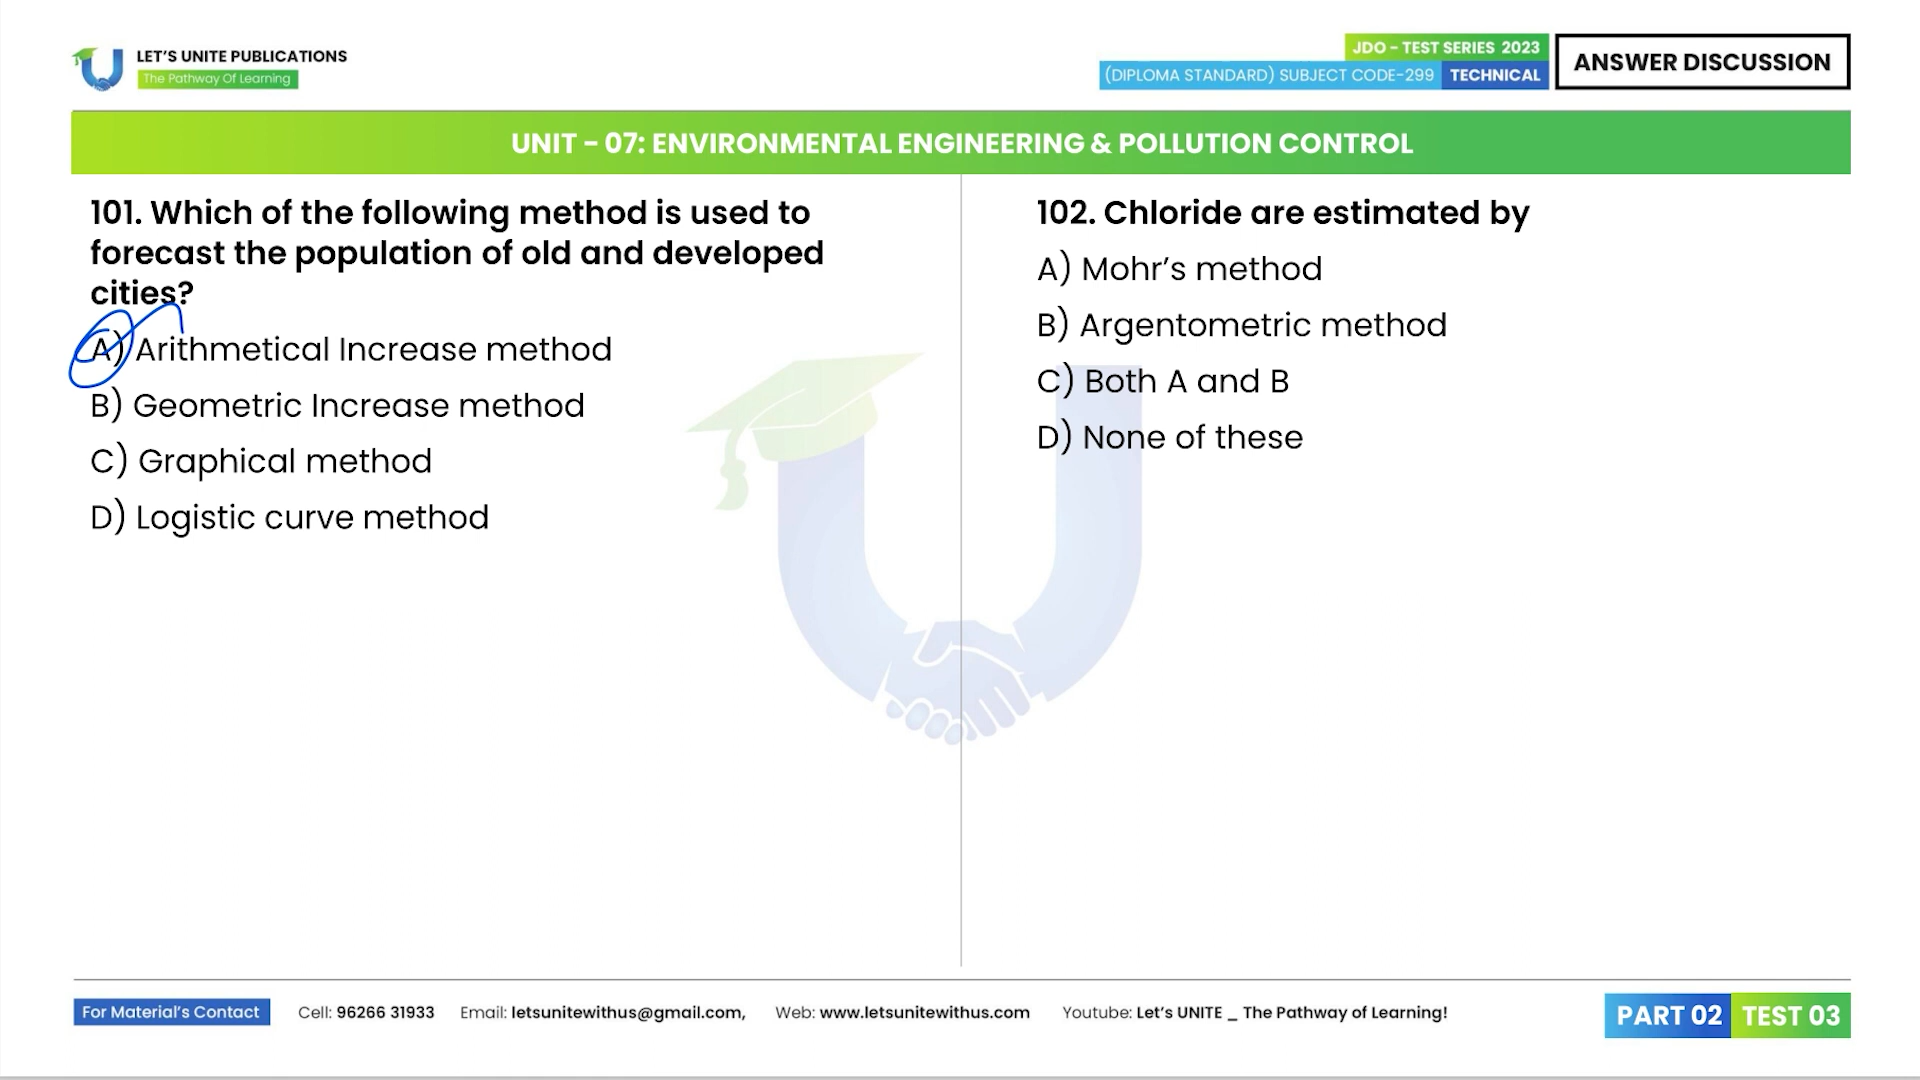 LET'S UNITE PUBLICATIONS
The Pathway Of Learning
JDO - TEST SERIES 2023
(DIPLOMA STANDARD) SUBJECT CODE-299 TECHNICAL
ANSWER DISCUSSION
UNIT - 07: ENVIRONMENTAL ENGINEERING & POLLUTION CONTROL
101. Which of the following method is used to
forecast the population of old and developed
cities?
A) Arithmetical Increase method
B) Geometric Increase method
C) Graphical method
D) Logistic curve method
102. Chloride are estimated by
A) Mohr's method
B) Argentometric method
C) Both A and B
D) None of these
For Material's Contact Cell: 96266 31933 Email: letsunitewithus@gmail.com, Web: www.letsunitewithus.com Youtube: Let's UNITE _ The Pathway of Learning!
PART 02 TEST 03